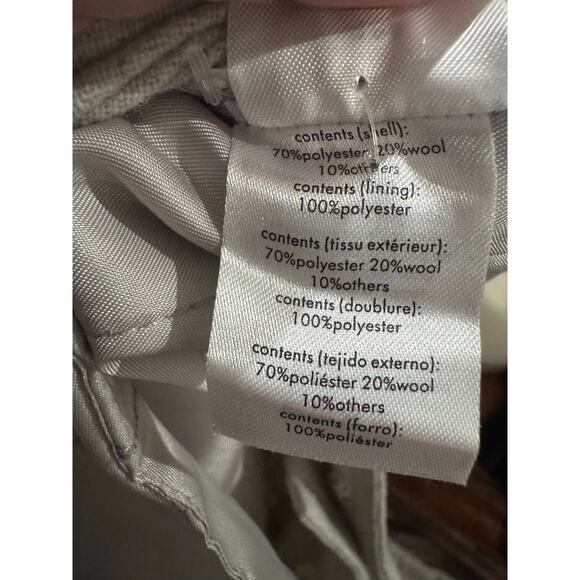 contents (shell):
70%polyester 20%wool
10%others
contents (lining):
100%polyester
contents (tissu extérieur):
70%polyester 20%wool
10%others
contents (doublure):
100%polyester
contents (tejido externo):
70%poliéster 20%wool
10%others
contents (forro):
100%poliéster